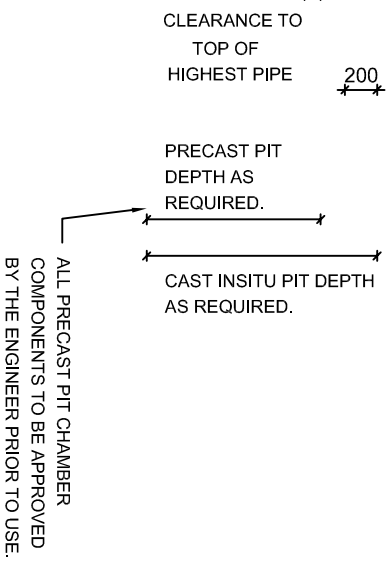 CLEARANCE TO
TOP OF
HIGHEST PIPE
200
PRECAST PIT
DEPTH AS
REQUIRED.
CAST INSITU PIT DEPTH
AS REQUIRED.
ALL PRECAST PIT CHAMBER
COMPONENTS TO BE APPROVED
BY THE ENGINEER PRIOR TO USE.